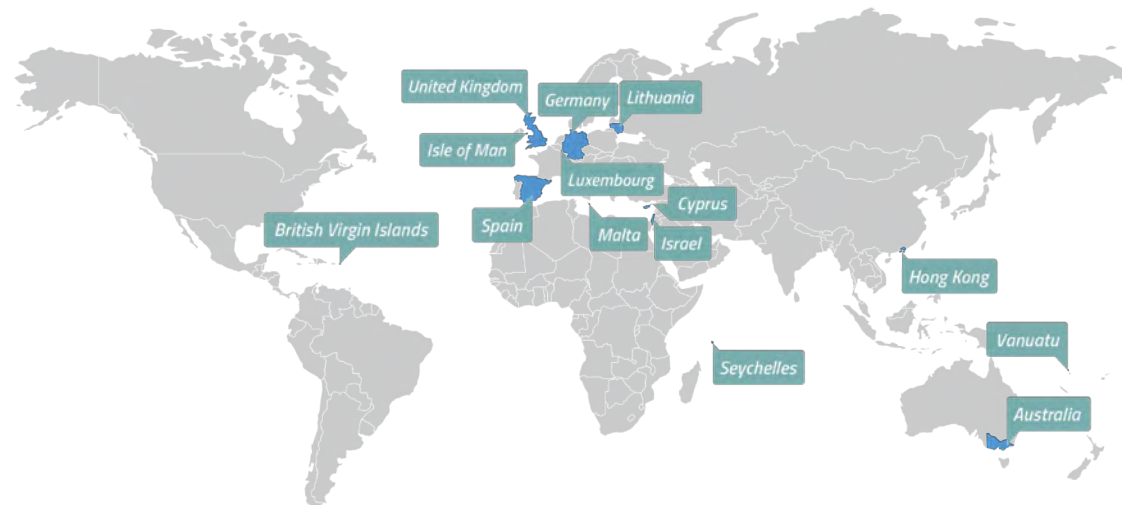 United Kingdom
Germany
Lithuania
Isle of Man
Luxembourg
Cyprus
Spain
Malta
Israel
British Virgin Islands
Hong Kong
Vanuatu
Seychelles
Australia